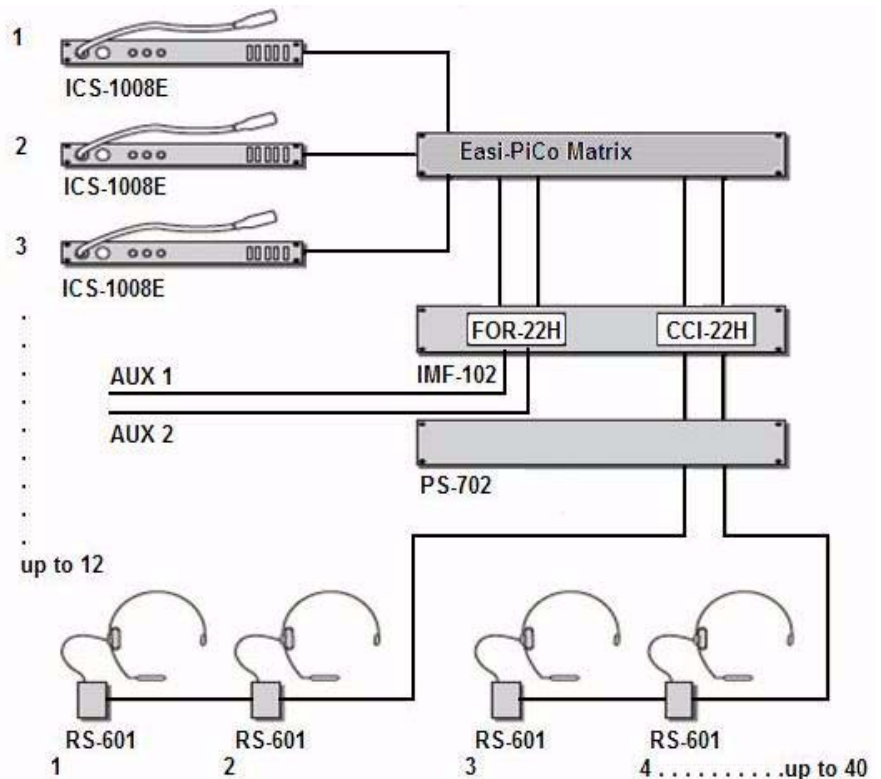 1
ICS-1008E
2
ICS-1008E
Easi-PiCo Matrix
3
ICS-1008E
FOR-22H CCI-22H
AUX 1
IMF-102
AUX 2
PS-702
.
.
.
.
.
.
.
.
up to 12
RS-601 RS-601 RS-601 RS-601
1 2 3 4 . . . . . . . . . . . up to 40